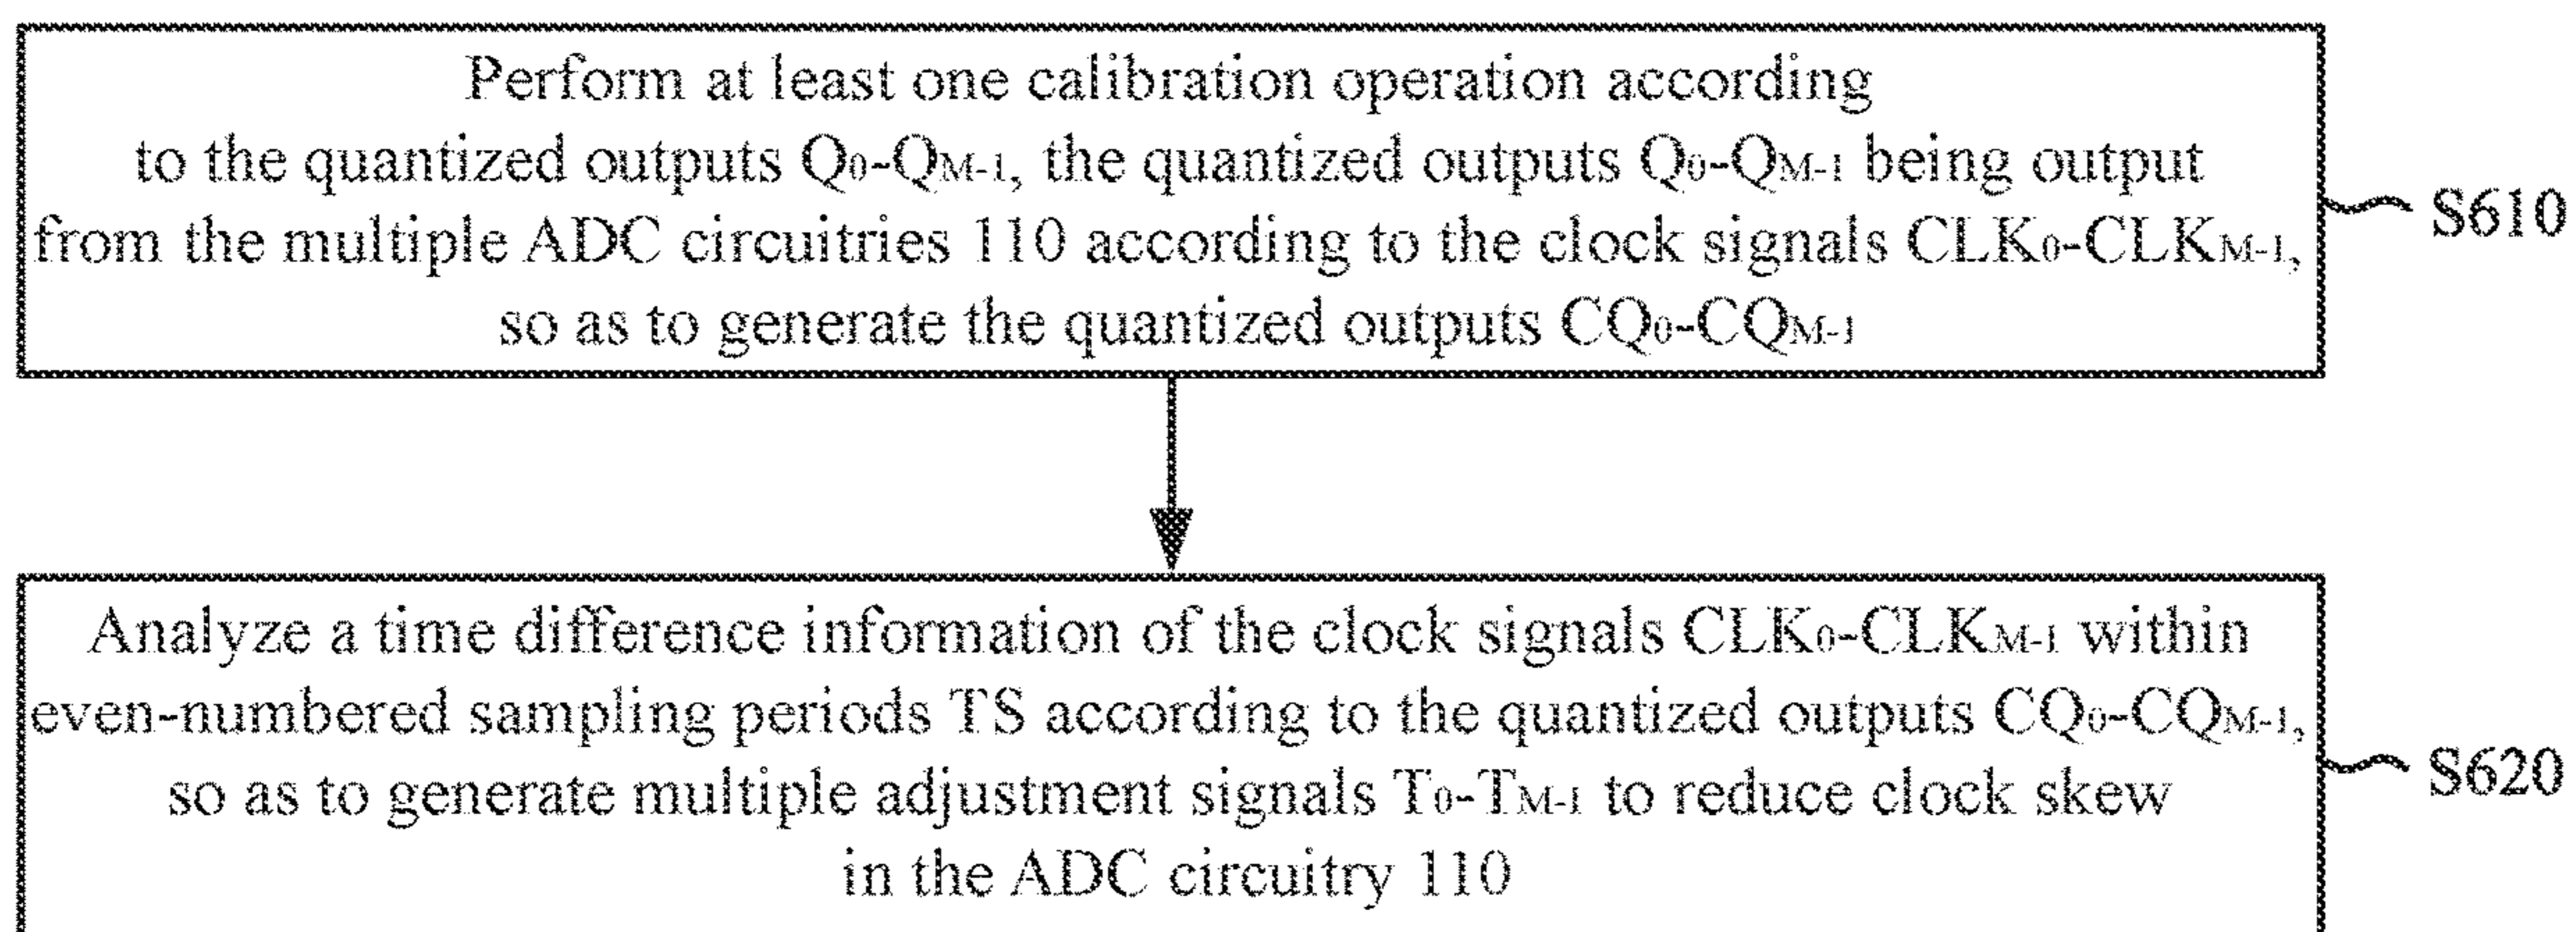 Perform at least one calibration operation according
to the quantized outputs Q0-QM-1, the quantized outputs Q0-QM-1 being output
from the multiple ADC circuitries 110 according to the clock signals CLK0-CLKM-1,
so as to generate the quantized outputs CQ0-CQM-1
S610
Analyze a time difference information of the clock signals CLK0-CLKM-1 within
even-numbered sampling periods TS according to the quantized outputs CQ0-CQM-1,
so as to generate multiple adjustment signals T0-TM-1 to reduce clock skew
in the ADC circuitry 110
S620